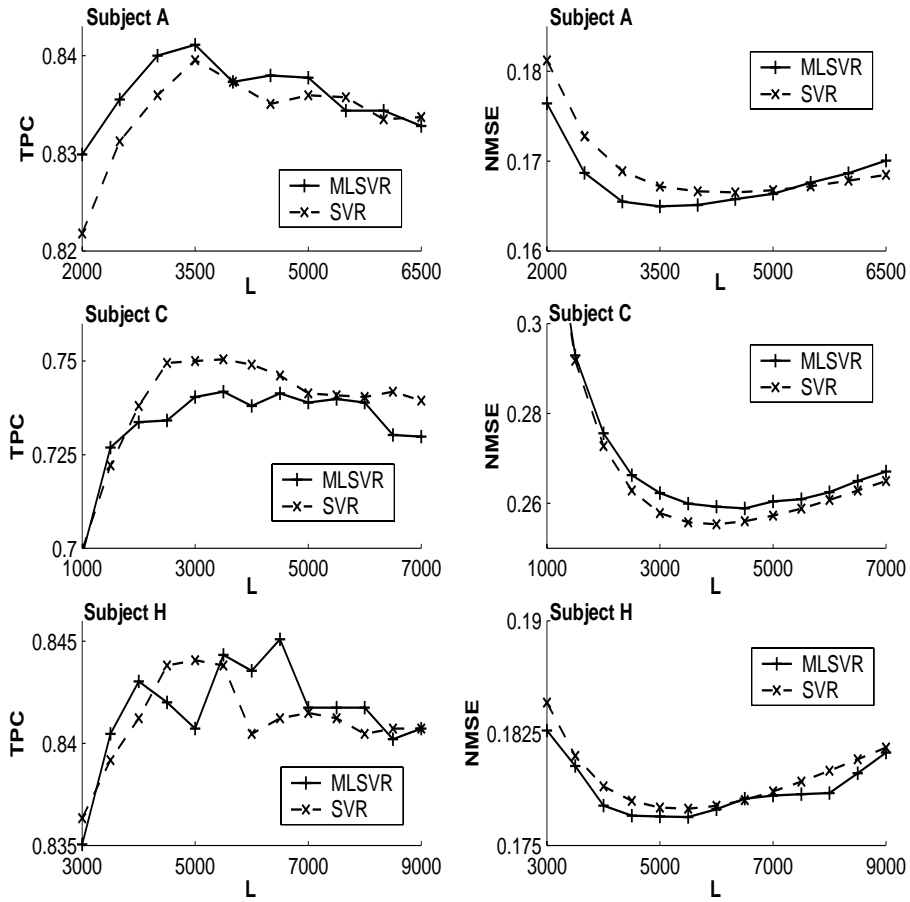 Subject A
0.84
0.83
0.82
TPC
MLSVR
SVR
2000 3500 5000 6500
L
Subject A
0.18
0.17
0.16
NMSE
MLSVR
SVR
2000 3500 5000 6500
L
Subject C
0.75
0.725
0.7
TPC
MLSVR
SVR
1000 3000 5000 7000
L
Subject C
0.3
0.28
0.26
NMSE
MLSVR
SVR
1000 3000 5000 7000
L
Subject H
0.845
0.84
0.835
TPC
MLSVR
SVR
3000 5000 7000 9000
L
Subject H
0.19
0.1825
0.175
NMSE
MLSVR
SVR
3000 5000 7000 9000
L